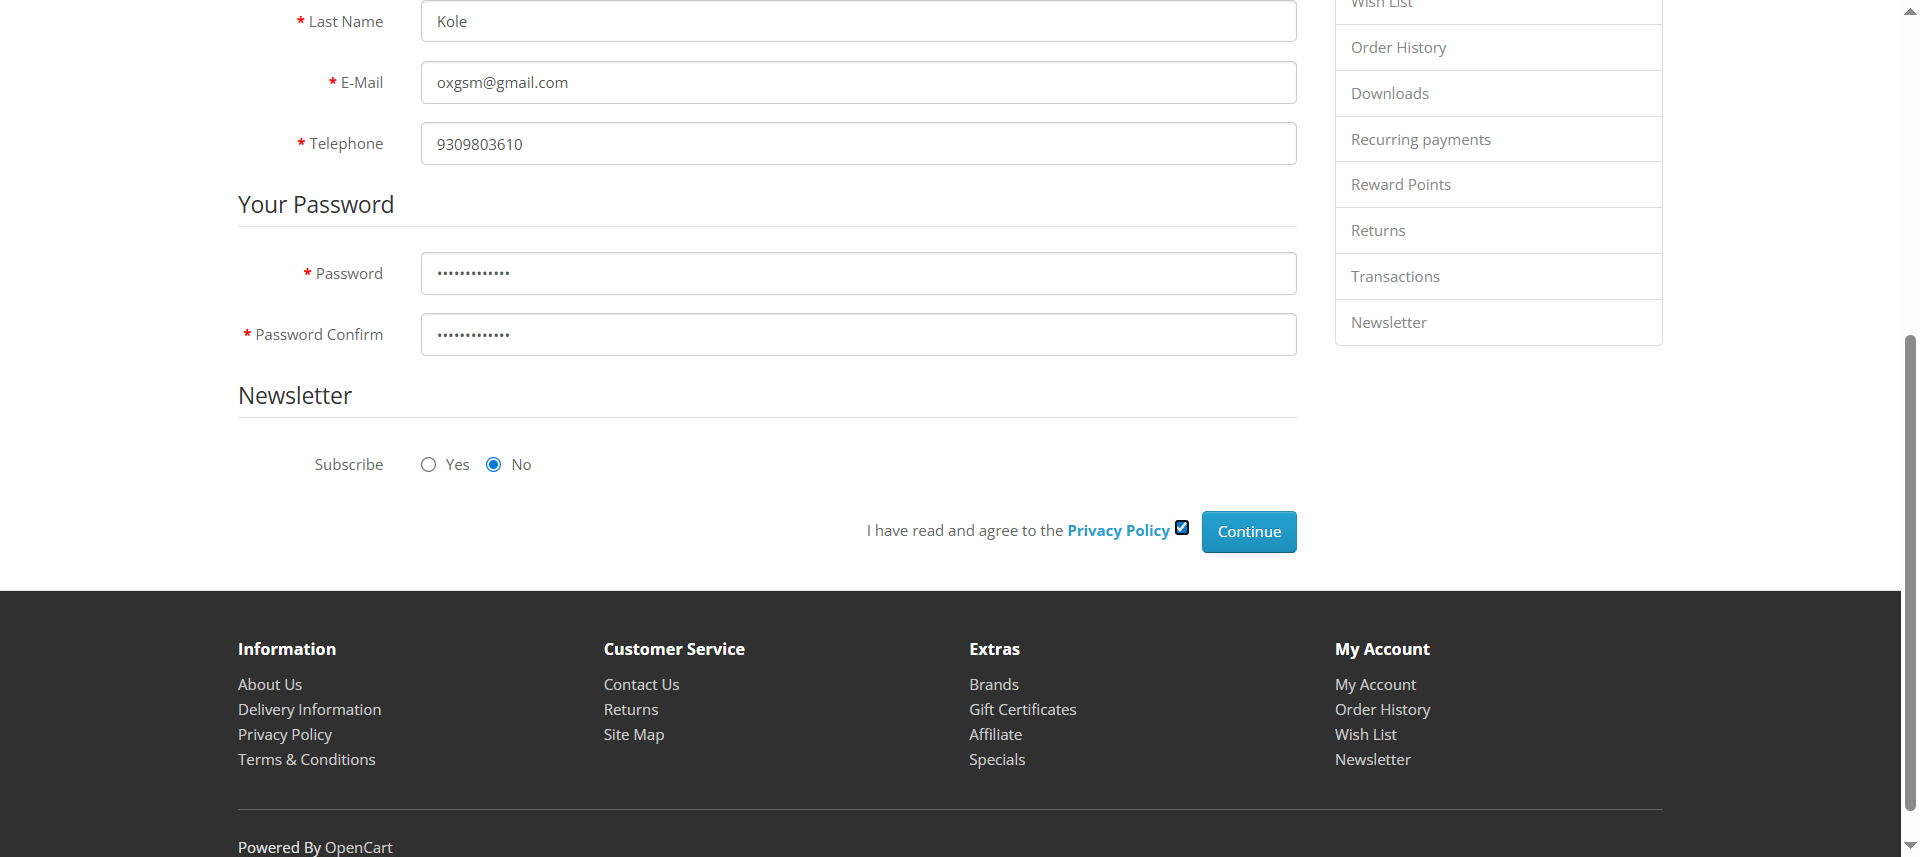 * Last Name
Kole
* E-Mail
oxgsm@gmail.com
* Telephone
9309803610
Your Password
* Password
•••••••••••••
* Password Confirm
•••••••••••••
Newsletter
Subscribe
Yes No
I have read and agree to the Privacy Policy
Continue
Wish List
Order History
Downloads
Recurring payments
Reward Points
Returns
Transactions
Newsletter
Information
About Us
Delivery Information
Privacy Policy
Terms & Conditions
Customer Service
Contact Us
Returns
Site Map
Extras
Brands
Gift Certificates
Affiliate
Specials
My Account
My Account
Order History
Wish List
Newsletter
Powered By OpenCart